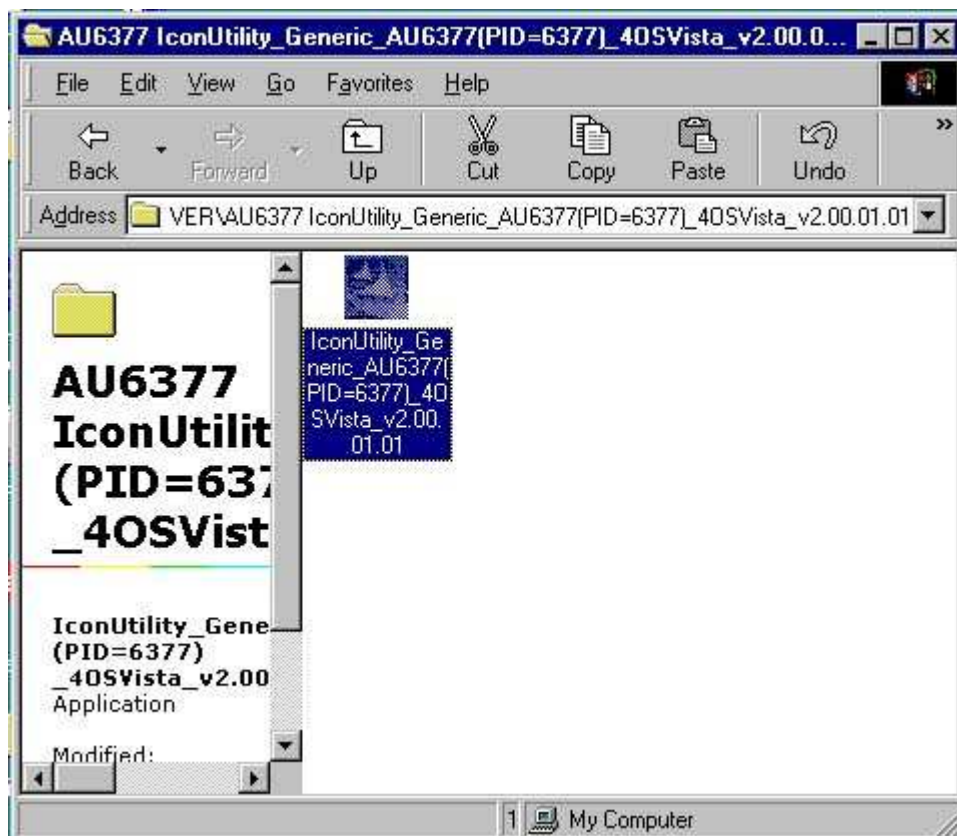 AU6377 IconUtility_Generic_AU6377(PID=6377)_4OSVista_v2.00.0...
File Edit View Go Favorites Help
»
Back Forward Up Cut Copy Paste Undo
Address VER\AU6377 IconUtility_Generic_AU6377(PID=6377)_4OSVista_v2.00.01.01
AU6377
IconUtilit
(PID=637
_4OSVist
IconUtility_Gene
(PID=6377)
_4OSVista_v2.00
Application
Modified:
IconUtility_Ge
neric_AU6377(
PID=6377)_4O
SVista_v2.00.
01.01
1 My Computer